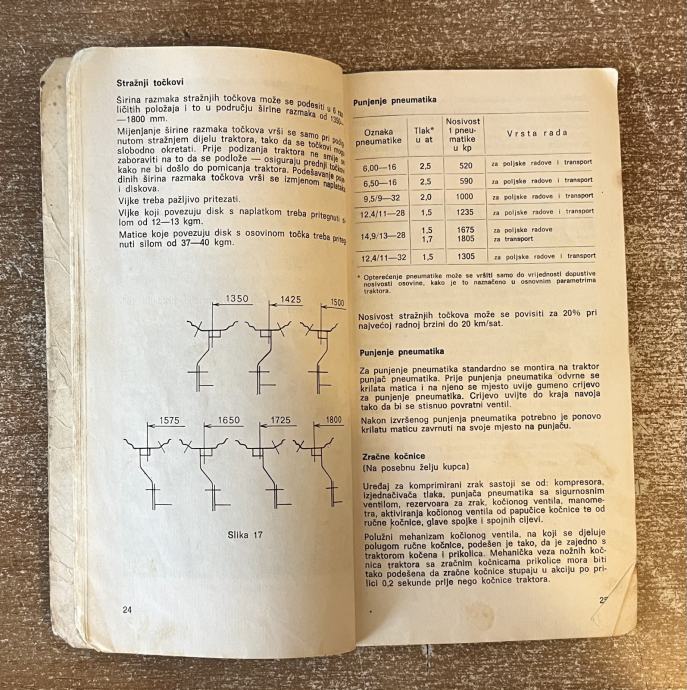 Stražnji točkovi
Širina razmaka stražnjih točkova može se podesiti u 6 raz
ličitih položaja i to u području širine razmaka od 1350—
—1800 mm.
Mijenjanje širine razmaka točkova vrši se samo pri
nutom stražnjem dijelu traktora, tako da se točkovi mogu
slobodno okretati. Prije podizanja traktora ne smije se
zaboraviti na to da se podlože — osiguraju prednji točkovi
kako ne bi došlo do pomicanja traktora. Podešavanje
dinih širina razmaka točkova vrši se izmjenom naplatka
i diskova.
Vijke treba pažljivo pritezati.
Vijke koji povezuju disk s naplatkom treba pritegnuti
lom od 12—13 kgm.
Matice koje povezuju disk s osovinom točka treba priteg
nuti silom od 37—40 kgm.
1350 1425 1500
1575 1650 1725 1800
Slika 17
24
Punjenje pneumatika
Oznaka pneumatike Tlak* u at Nosivost 1 pneu- matike u kp Vrsta rada
6,00—16 2,5 520 za poljske radove i transport
6,50—16 2,5 590 za poljske radove i transport
9,5/9—32 2,0 1000 za poljske radove i transport
12,4/11—28 1,5 1235 za poljske radove i transport
14,9/13—28 1,5 1675 za poljske radove
1,7 1805 za transport
12,4/11—32 1,5 1305 za poljske radove i transport
* Opterećenje pneumatike može se vršiti samo do vrijednosti dopustive
nosivosti osovine, kako je to naznačeno u osnovnim parametrima
traktora.
Nosivost stražnjih točkova može se povisiti za 20% pri
najvećoj radnoj brzini do 20 km/sat.
Punjenje pneumatika
Za punjenje pneumatika standardno se montira na traktor
punjač pneumatika. Prije punjenja pneumatika odvrne se
krilata matica i na njeno se mjesto uvije gumeno crijevo
za punjenje pneumatika. Crijevo uvijte do kraja navoja
tako da bi se stisnuo povratni ventil.
Nakon izvršenog punjenja pneumatika potrebno je ponovo
krilatu maticu zavrnuti na svoje mjesto na punjaču.
Zračne kočnice
(Na posebnu želju kupca)
Uređaj za komprimirani zrak sastoji se od: kompresora,
izjednačivača tlaka, punjača pneumatika sa sigurnosnim
ventilom, rezervoara za zrak, kočionog ventila, manome-
tra, aktiviranja kočionog ventila od papučice kočnice te od
ručne kočnice, glave spojke i spojnih cijevi.
Polužni mehanizam kočionog ventila, na koji se djeluje
polugom ručne kočnice, podešen je tako, da je zajedno s
traktorom kočena i prikolica. Mehanička veza nožnih koč-
nica traktora sa zračnim kočnicama prikolice mora biti
tako podešena da zračne kočnice stupaju u akciju po pri-
lici 0,2 sekunde prije nego kočnice traktora.